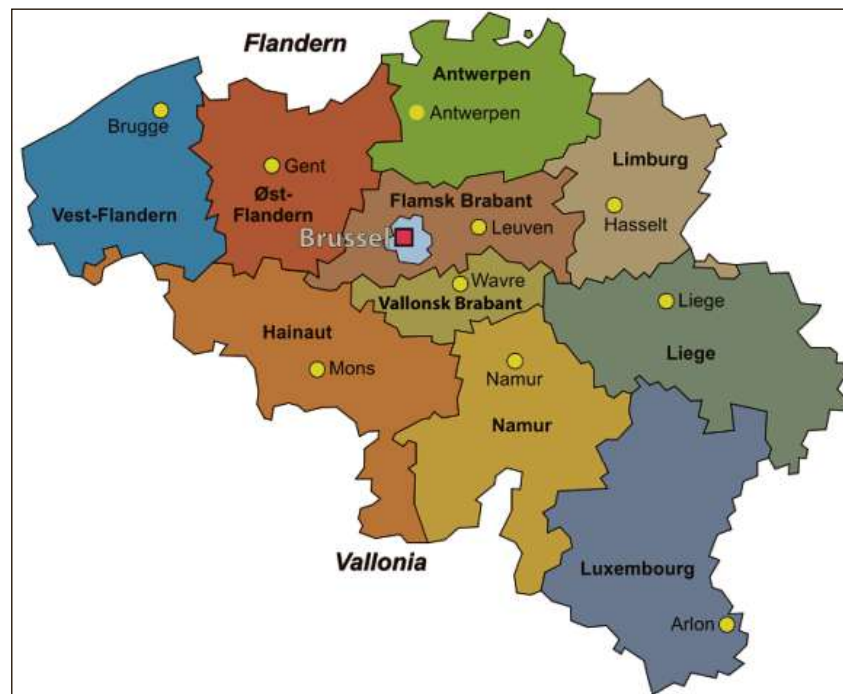 Flandern
Antwerpen
Brugge
Antwerpen
Gent
Limburg
Øst-
Flandern
Flamsk Brabant
Vest-Flandern
Hasselt
Leuven
Brussel
Wavre
Vallonsk Brabant
Liege
Hainaut
Liege
Mons
Namur
Namur
Vallonia
Luxembourg
Arlon